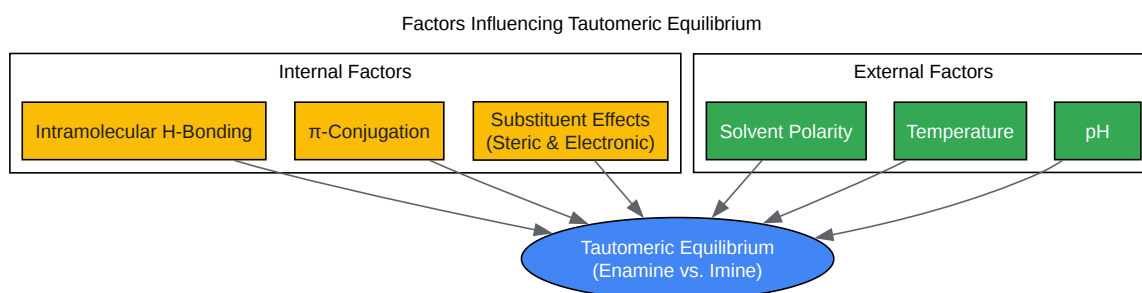 Factors Influencing Tautomeric Equilibrium
Internal Factors
External Factors
Intramolecular H-Bonding
π-Conjugation
Substituent Effects
(Steric & Electronic)
Solvent Polarity
Temperature
pH
Tautomeric Equilibrium
(Enamine vs. Imine)